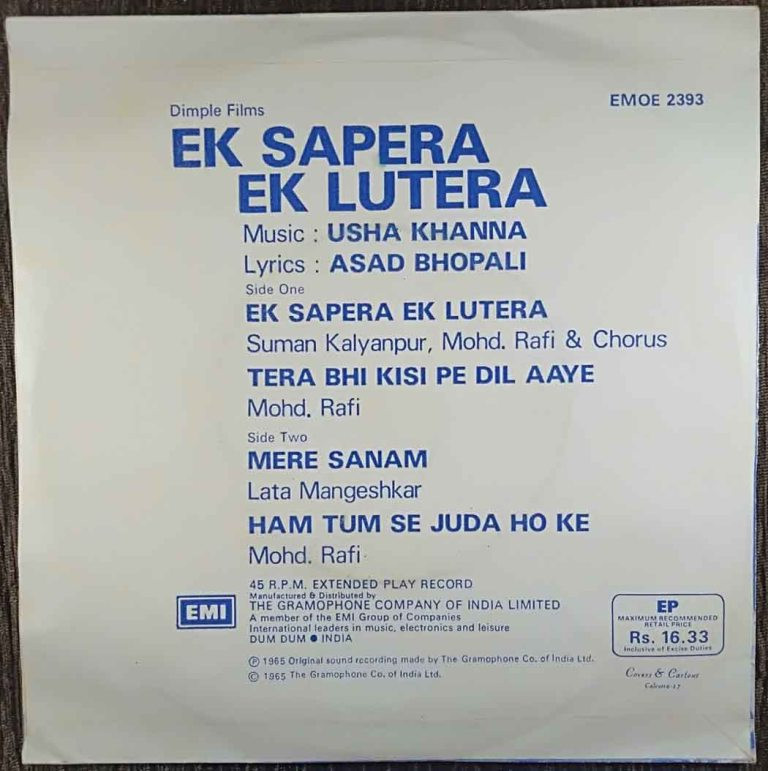 Dimple Films
EMOE 2393
EK SAPERA
EK LUTERA
Music : USHA KHANNA
Lyrics : ASAD BHOPALI
Side One
EK SAPERA EK LUTERA
Suman Kalyanpur, Mohd. Rafi & Chorus
TERA BHI KISI PE DIL AAYE
Mohd. Rafi
Side Two
MERE SANAM
Lata Mangeshkar
HAM TUM SE JUDA HO KE
Mohd. Rafi
45 R.P.M. EXTENDED PLAY RECORD
Manufactured & Distributed by
THE GRAMOPHONE COMPANY OF INDIA LIMITED
A member of the EMI Group of Companies
International leaders in music, electronics and leisure
DUM DUM ● INDIA
EMI
Ⓟ 1965 Original sound recording made by The Gramophone Co. of India Ltd.
© 1965 The Gramophone Co. of India Ltd.
EP
MAXIMUM RECOMMENDED
RETAIL PRICE
Rs. 16.33
Inclusive of Excise Duties
Covers & Cartons
Calcutta-17